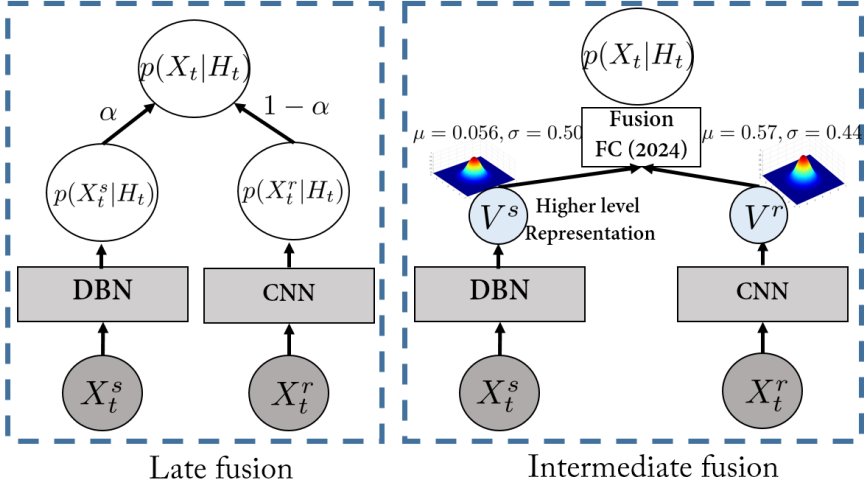 p(X_t|H_t)
α
1 − α
p(X_t^s|H_t)
p(X_t^r|H_t)
DBN
CNN
X_t^s
X_t^r
Late fusion
p(X_t|H_t)
Fusion
FC (2024)
μ = 0.056, σ = 0.50
μ = 0.57, σ = 0.44
V^s
Higher level
Representation
V^r
DBN
CNN
X_t^s
X_t^r
Intermediate fusion